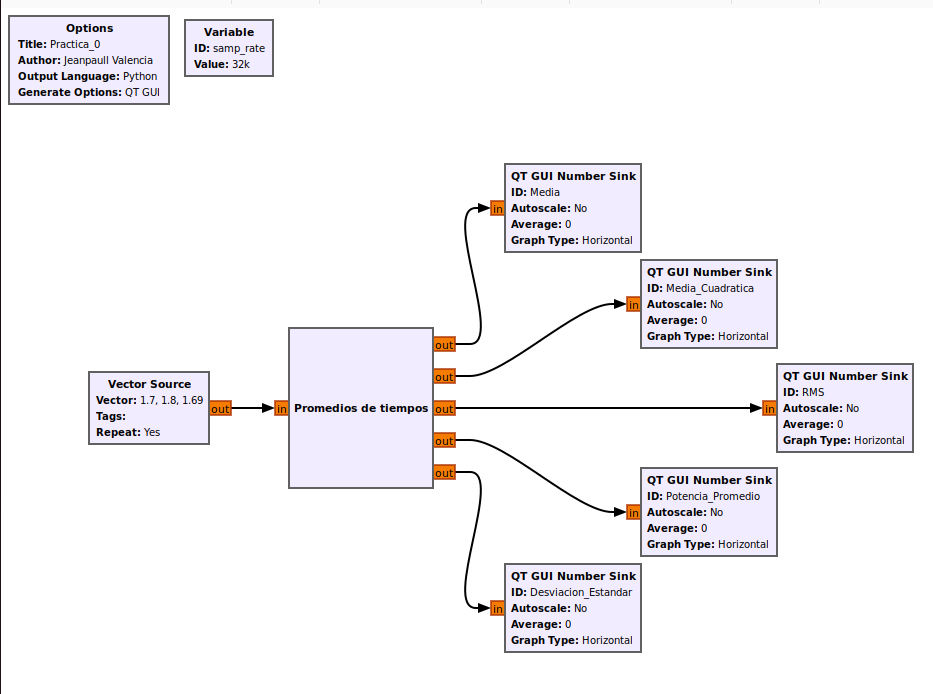 Options
Title: Practica_0
Author: Jeanpaull Valencia
Output Language: Python
Generate Options: QT GUI
Variable
ID: samp_rate
Value: 32k
QT GUI Number Sink
ID: Media
Autoscale: No
Average: 0
Graph Type: Horizontal
in
QT GUI Number Sink
ID: Media_Cuadratica
Autoscale: No
Average: 0
Graph Type: Horizontal
in
Vector Source
Vector: 1.7, 1.8, 1.69
Tags:
Repeat: Yes
out
in
Promedios de tiempos
out
out
out
out
out
QT GUI Number Sink
ID: RMS
Autoscale: No
Average: 0
Graph Type: Horizontal
in
QT GUI Number Sink
ID: Potencia_Promedio
Autoscale: No
Average: 0
Graph Type: Horizontal
in
QT GUI Number Sink
ID: Desviacion_Estandar
Autoscale: No
Average: 0
Graph Type: Horizontal
in